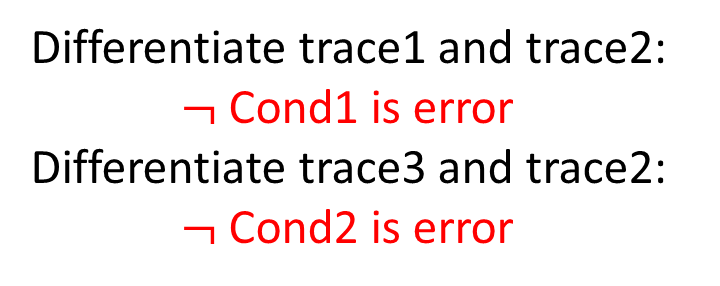 Differentiate trace1 and trace2:
¬ Cond1 is error
Differentiate trace3 and trace2:
¬ Cond2 is error